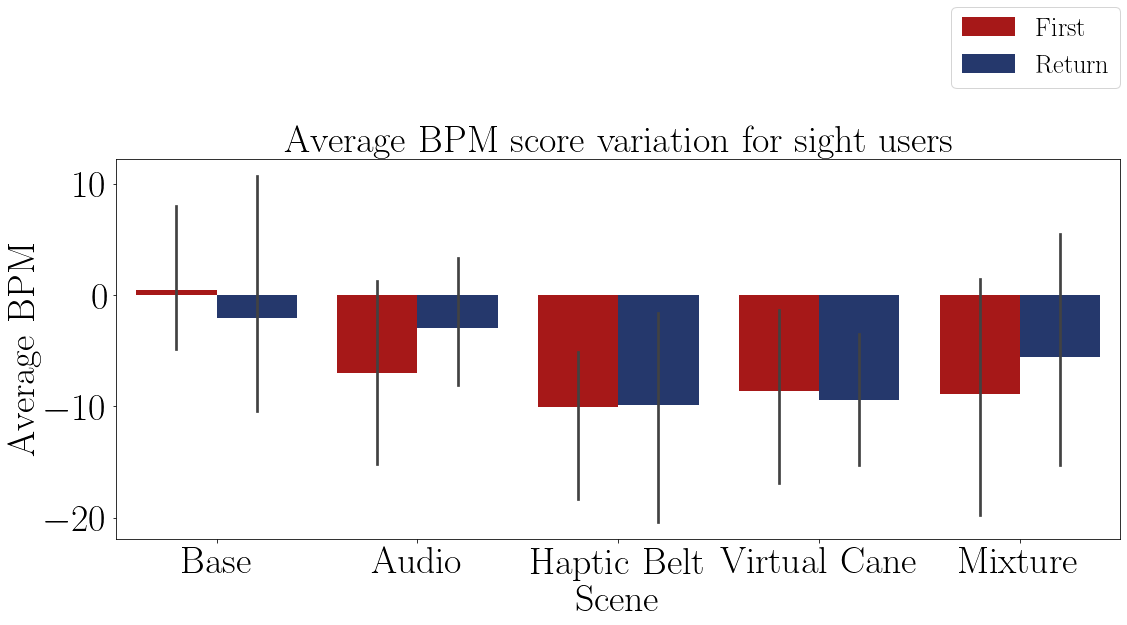 First
Return
Average BPM score variation for sight users
Average BPM
10
0
−10
−20
Base Audio Haptic Belt Virtual Cane Mixture
Scene